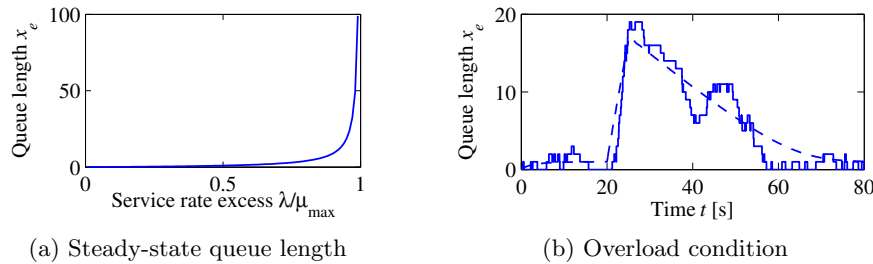 100
50
0
0
0.5
1
Queue length x_e
Service rate excess λ/μ_max
(a) Steady-state queue length
20
10
0
0
20
40
60
80
Queue length x_e
Time t [s]
(b) Overload condition